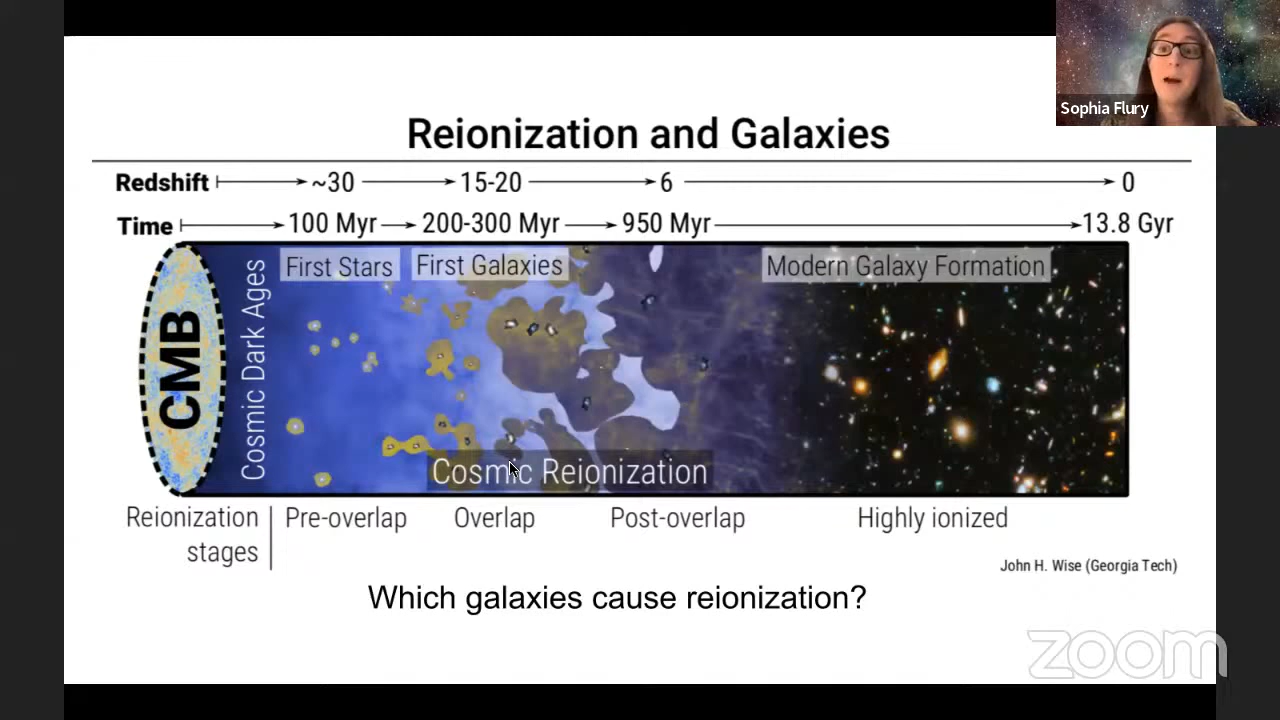 Sophia Flury
Reionization and Galaxies
Redshift ~30 15-20 6 0
Time 100 Myr 200-300 Myr 950 Myr 13.8 Gyr
CMB
Cosmic Dark Ages
First Stars
First Galaxies
Modern Galaxy Formation
Cosmic Reionization
Reionization stages
Pre-overlap
Overlap
Post-overlap
Highly ionized
John H. Wise (Georgia Tech)
Which galaxies cause reionization?
zoom